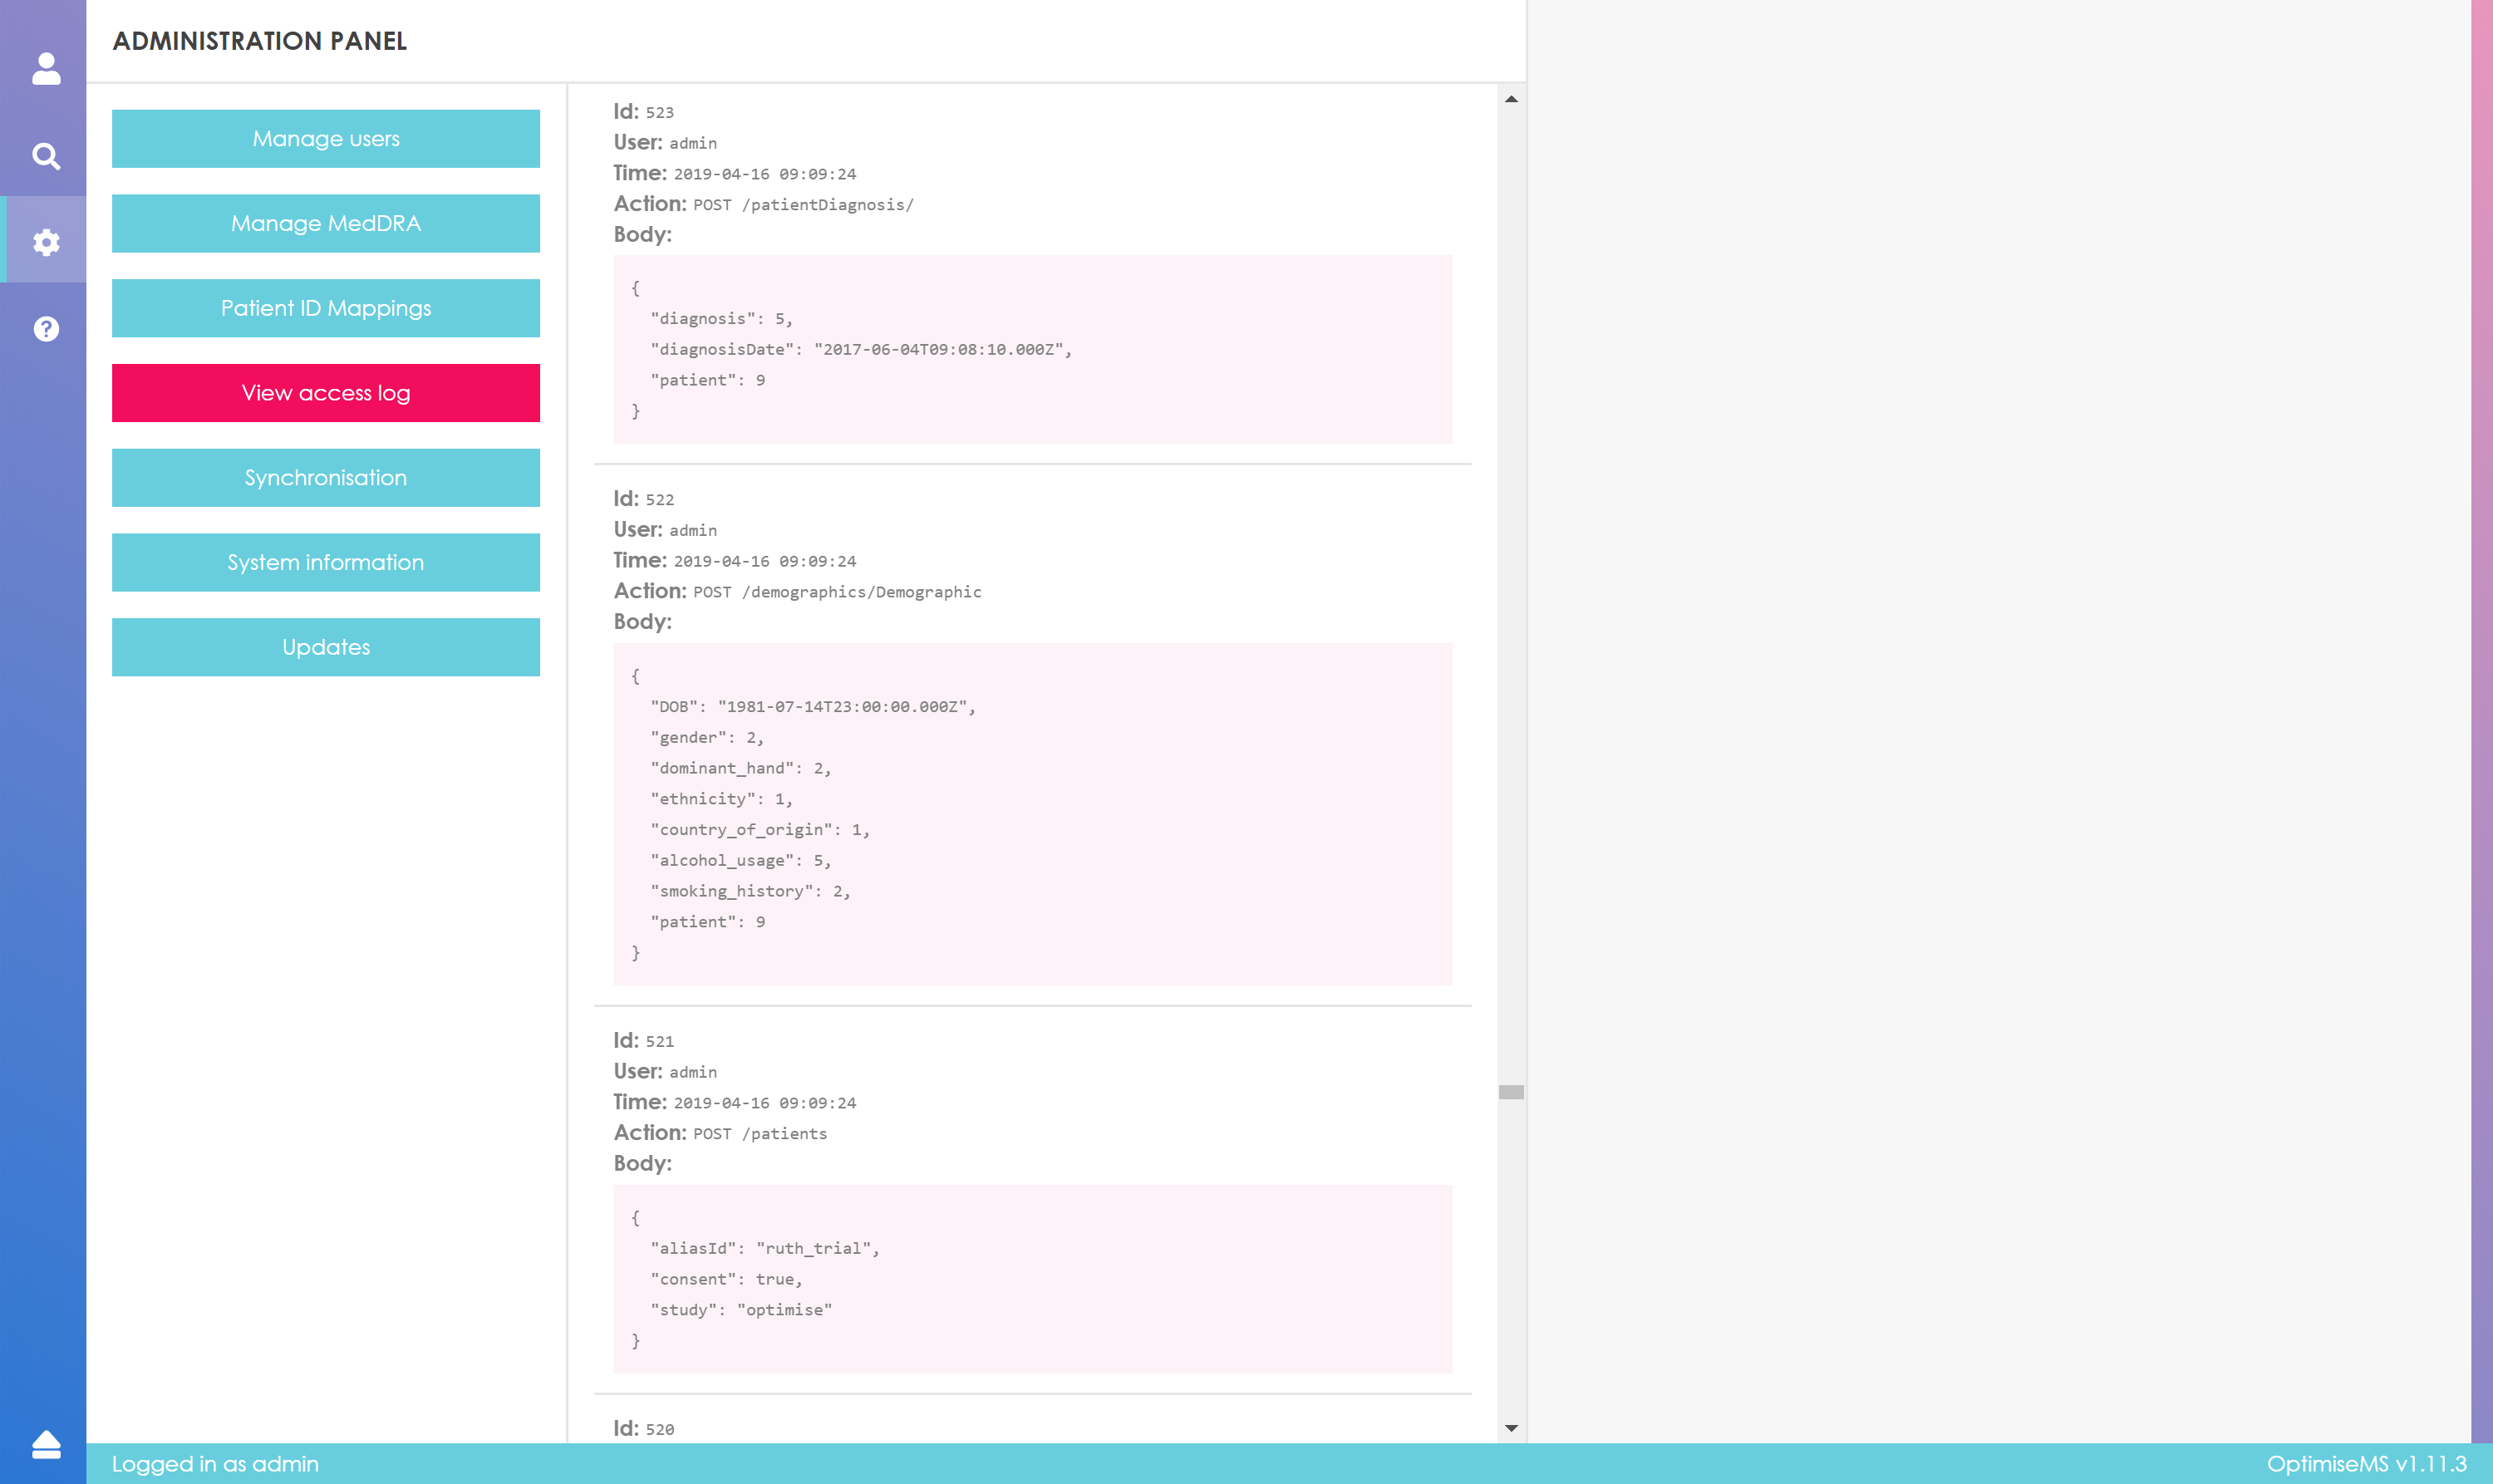 ADMINISTRATION PANEL
Manage users
Manage MedDRA
Patient ID Mappings
View access log
Synchronisation
System information
Updates
Id: 523
User: admin
Time: 2019-04-16 09:09:24
Action: POST /patientDiagnosis/
Body:
{
  "diagnosis": 5,
  "diagnosisDate": "2017-06-04T09:08:10.000Z",
  "patient": 9
}
Id: 522
User: admin
Time: 2019-04-16 09:09:24
Action: POST /demographics/Demographic
Body:
{
  "DOB": "1981-07-14T23:00:00.000Z",
  "gender": 2,
  "dominant_hand": 2,
  "ethnicity": 1,
  "country_of_origin": 1,
  "alcohol_usage": 5,
  "smoking_history": 2,
  "patient": 9
}
Id: 521
User: admin
Time: 2019-04-16 09:09:24
Action: POST /patients
Body:
{
  "aliasId": "ruth_trial",
  "consent": true,
  "study": "optimise"
}
Id: 520
Logged in as admin
OptimiseMS v1.11.3